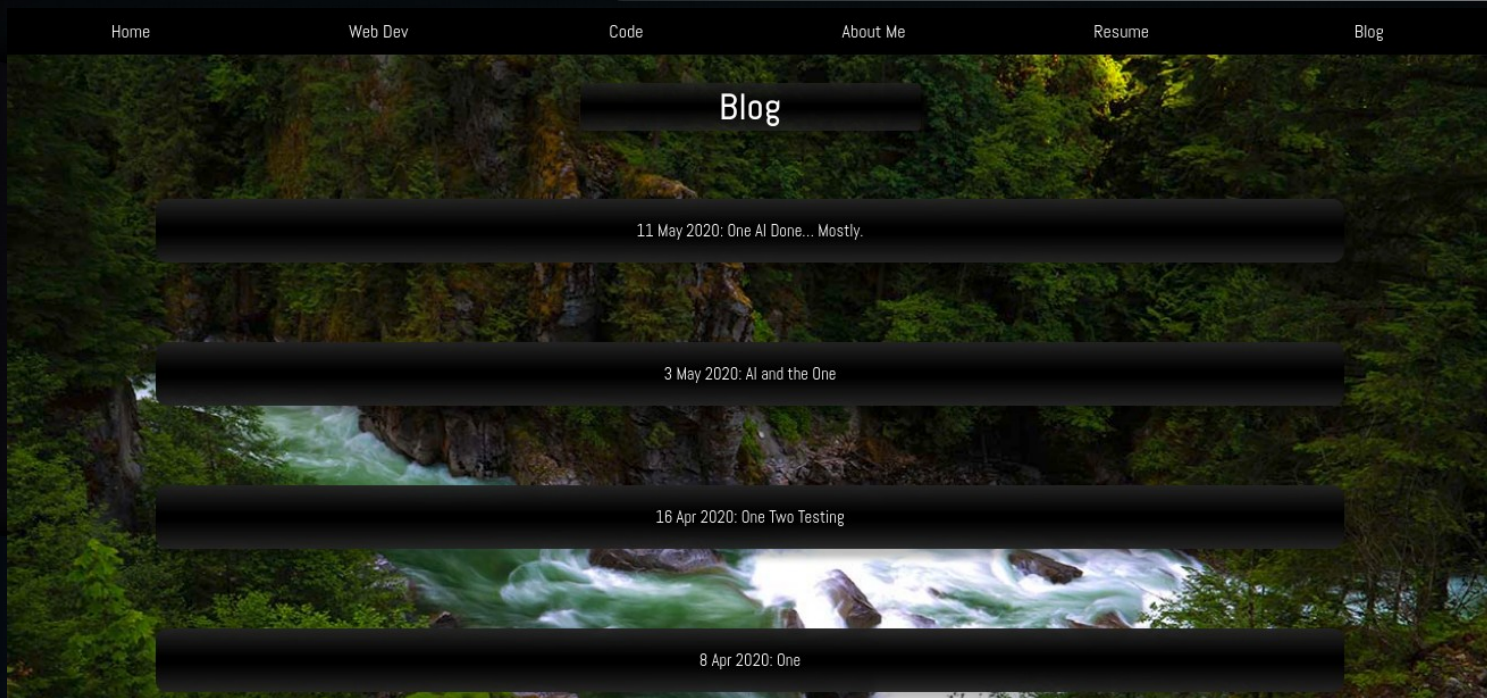 Home Web Dev Code About Me Resume Blog
Blog
11 May 2020: One AI Done... Mostly.
3 May 2020: AI and the One
16 Apr 2020: One Two Testing
8 Apr 2020: One